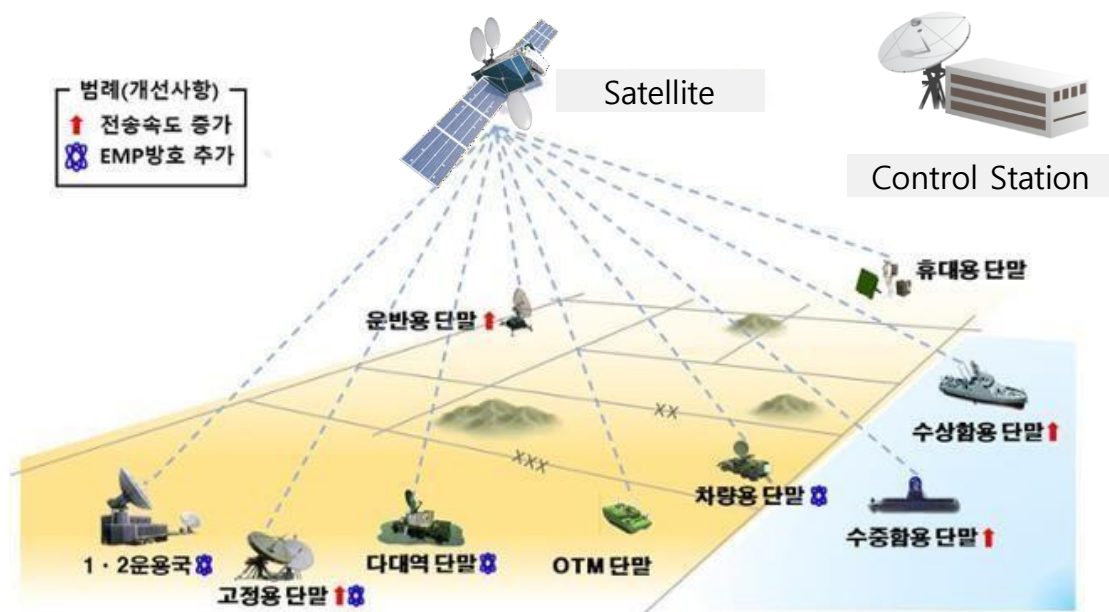 Satellite
범례(개선사항)
전송속도 증가
EMP방호 추가
Control Station
휴대용 단말
운반용 단말
수상함용 단말
XX
XXX
차량용 단말
수중함용 단말
1·2운용국
다대역 단말
OTM 단말
고정용 단말